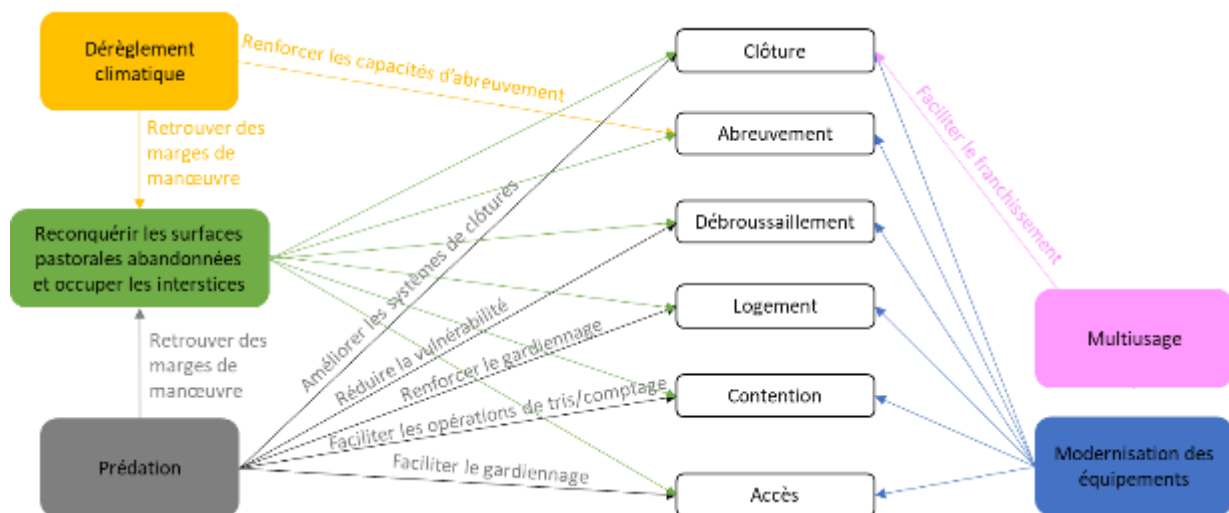 Dérèglement
climatique
Renforcer les capacités d'abreuvement
Retrouver des
marges de
manœuvre
Reconquérir les surfaces
pastorales abandonnées
et occuper les interstices
Retrouver des
marges de
manœuvre
Prédation
Améliorer les systèmes de clôtures
Réduire la vulnérabilité
Renforcer le gardiennage
Faciliter les opérations de tris/comptage
Faciliter le gardiennage
Clôture
Abreuvement
Débroussaillement
Logement
Contention
Accès
Faciliter le franchissement
Multiusage
Modernisation des
équipements